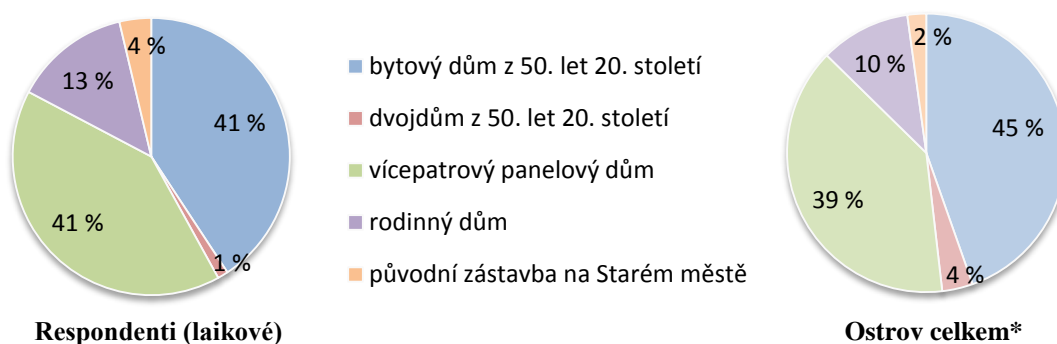 4 %
13 %
41 %
41 %
1 %
Respondenti (laikové)
bytový dům z 50. let 20. století
dvojdům z 50. let 20. století
vícepatrový panelový dům
rodinný dům
původní zástavba na Starém městě
2 %
10 %
45 %
39 %
4 %
Ostrov celkem*